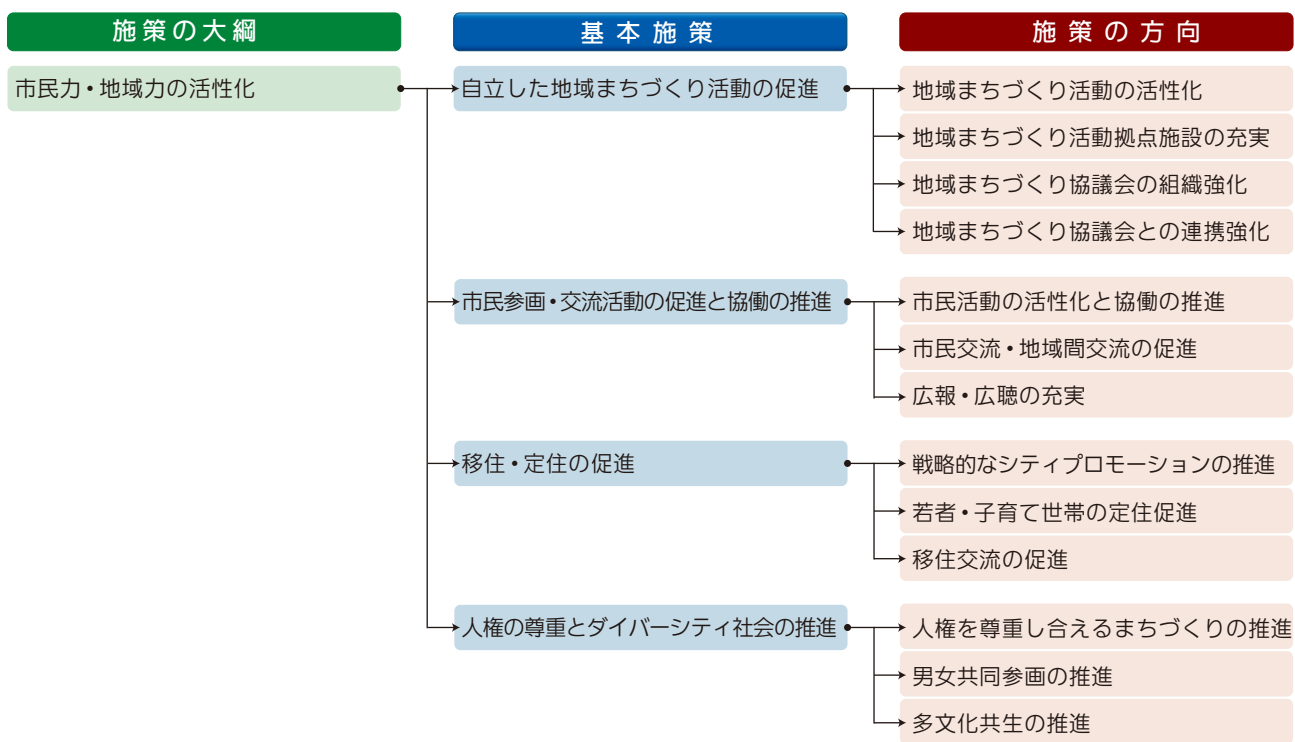 施策の大綱
基本施策
施策の方向
市民力・地域力の活性化
自立した地域まちづくり活動の促進
地域まちづくり活動の活性化
地域まちづくり活動拠点施設の充実
地域まちづくり協議会の組織強化
地域まちづくり協議会との連携強化
市民参画・交流活動の促進と協働の推進
市民活動の活性化と協働の推進
市民交流・地域間交流の促進
広報・広聴の充実
移住・定住の促進
戦略的なシティプロモーションの推進
若者・子育て世帯の定住促進
移住交流の促進
人権の尊重とダイバーシティ社会の推進
人権を尊重し合えるまちづくりの推進
男女共同参画の推進
多文化共生の推進